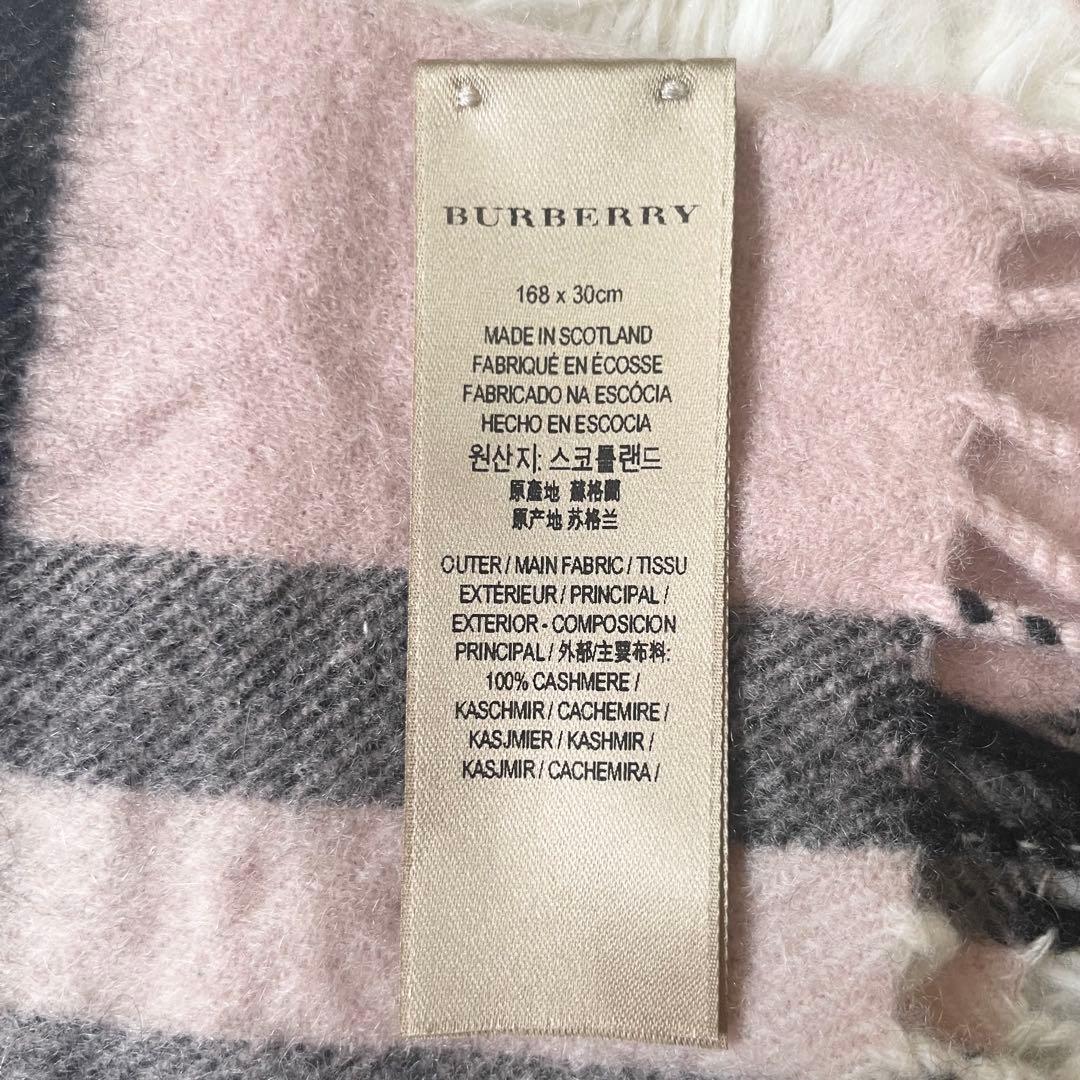 BURBERRY
168 x 30cm
MADE IN SCOTLAND
FABRIQUÉ EN ÉCOSSE
FABRICADO NA ESCÓCIA
HECHO EN ESCOCIA
원산지: 스코틀랜드
原產地 蘇格蘭
原产地 苏格兰
OUTER / MAIN FABRIC / TISSU
EXTÉRIEUR / PRINCIPAL /
EXTERIOR - COMPOSICION
PRINCIPAL / 外部/主要布料:
100% CASHMERE /
KASCHMIR / CACHEMIRE /
KASJMIER / KASHMIR /
KASJMIR / CACHEMIRA /